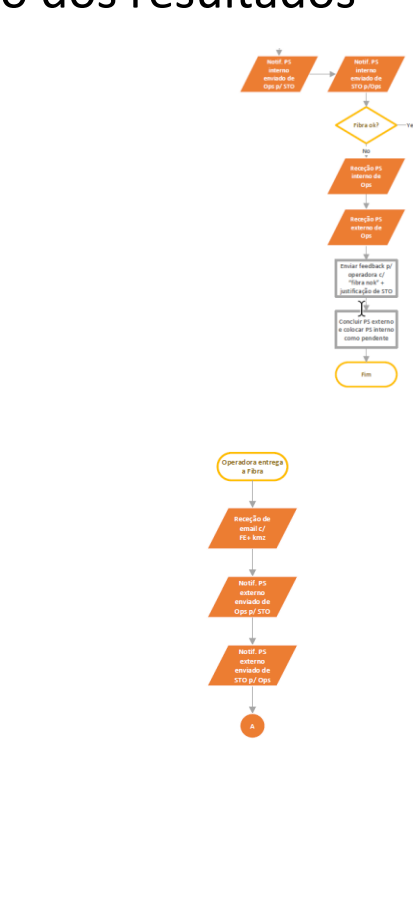 o dos resultados
Notif. PS
interno
enviado de
Ops p/ STO
Notif. PS
interno
enviado de
STO p/Ops
Fibra ok?
Ye
No
Receção PS
interno de
Ops
Receção PS
externo de
Ops
Enviar feedback p/
operadora c/
"fibra nok" +
justificação de STO
Concluir PS externo
e colocar PS interno
como pendente
Fim
Operadora entrega
a Fibra
Receção de
email c/
FE+ kmz
Notif. PS
externo
enviado de
Ops p/ STO
Notif. PS
externo
enviado de
STO p/ Ops
A